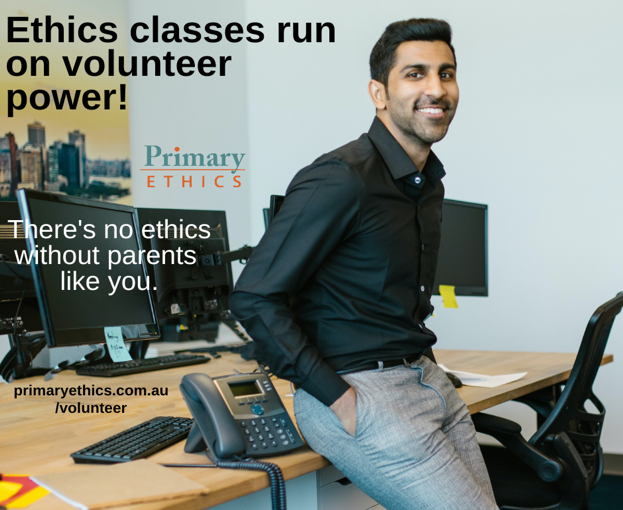 Ethics classes run
on volunteer
power!
Primary
ETHICS
There's no ethics
without parents
like you.
primaryethics.com.au
/volunteer